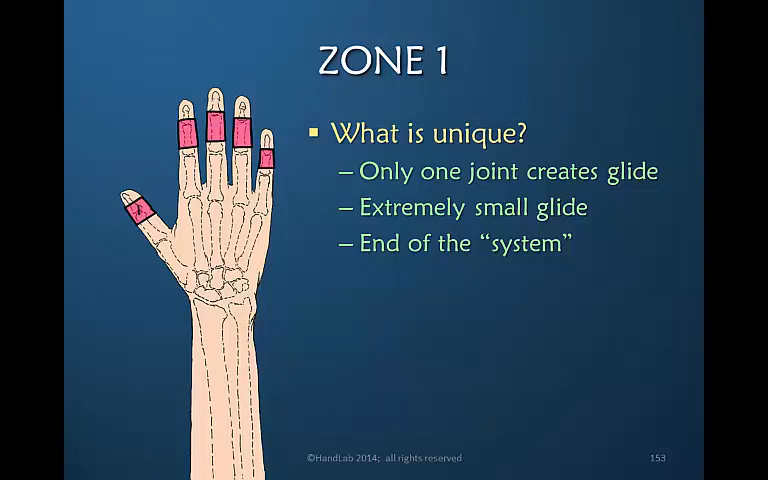 ZONE 1
▪ What is unique?
– Only one joint creates glide
– Extremely small glide
– End of the “system”
©HandLab 2014; all rights reserved
153